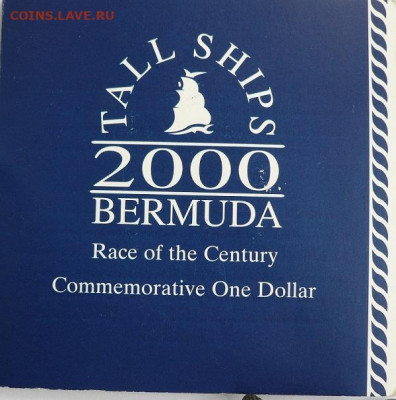 COINS.LAVE.RU
TALL SHIPS
2000
BERMUDA
Race of the Century
Commemorative One Dollar